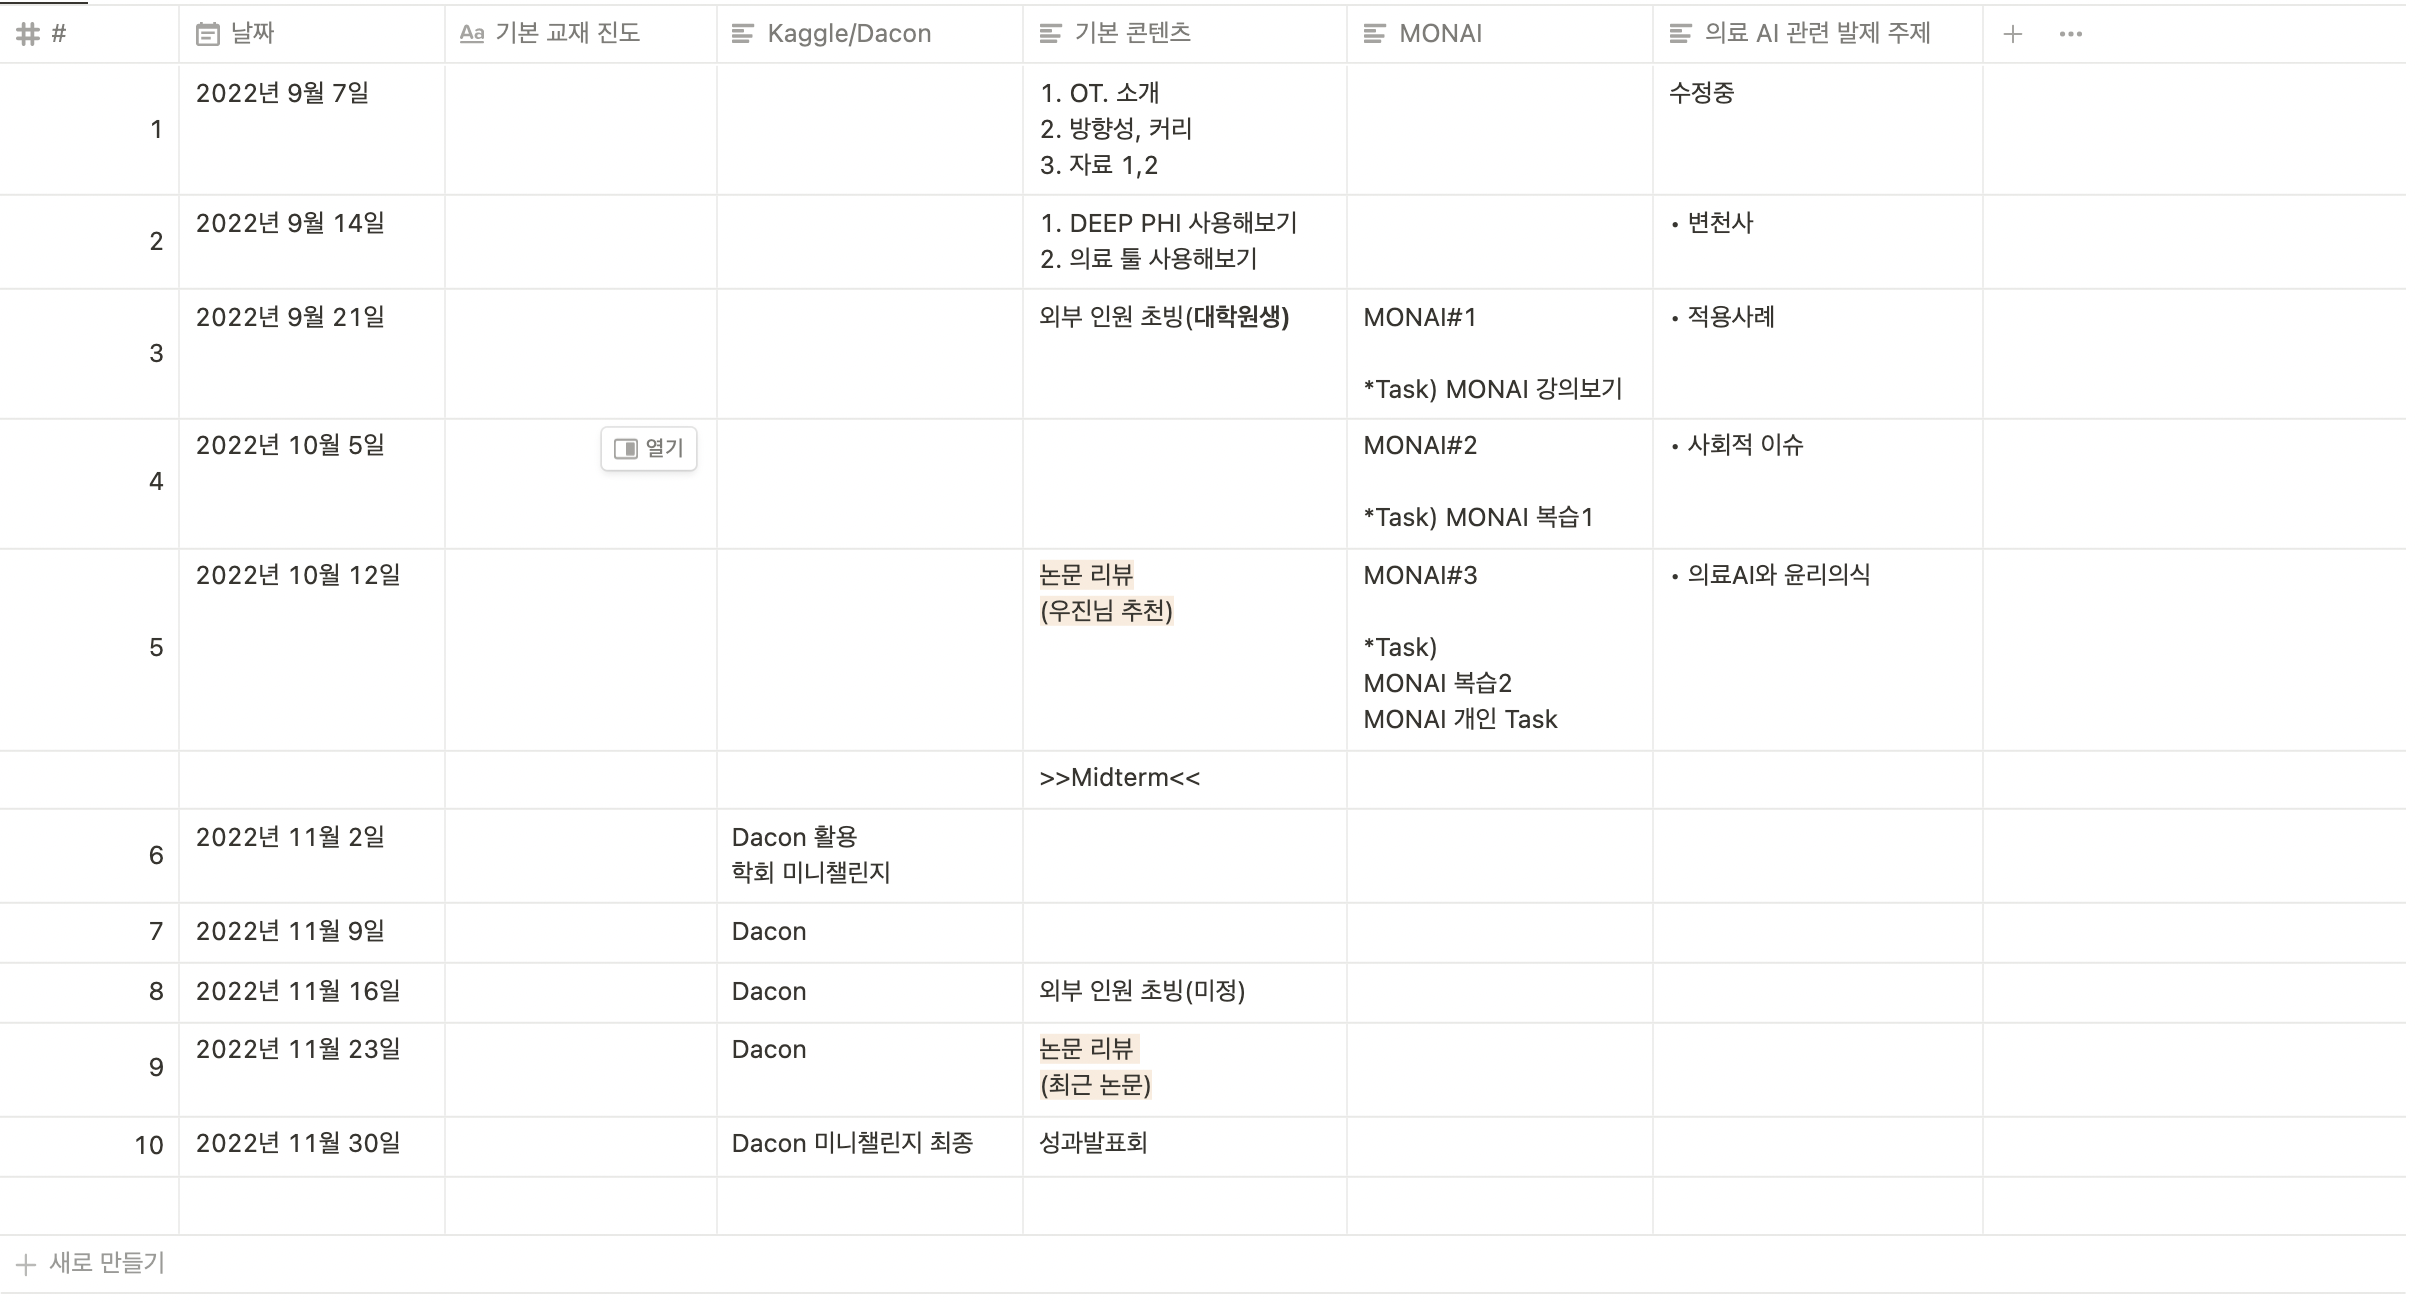 # 날짜 기본 교재 진도 Kaggle/Dacon 기본 콘텐츠 MONAI 의료 AI 관련 발제 주제
1 2022년 9월 7일 1. OT. 소개 수정중
2. 방향성, 커리
3. 자료 1,2
2 2022년 9월 14일 1. DEEP PHI 사용해보기 • 변천사
2. 의료 툴 사용해보기
3 2022년 9월 21일 외부 인원 초빙(대학원생) MONAI#1 • 적용사례
*Task) MONAI 강의보기
4 2022년 10월 5일 열기 MONAI#2 • 사회적 이슈
*Task) MONAI 복습1
5 2022년 10월 12일 논문 리뷰 MONAI#3 • 의료AI와 윤리의식
(우진님 추천)
*Task)
MONAI 복습2
MONAI 개인 Task
>>Midterm<<
6 2022년 11월 2일 Dacon 활용
학회 미니챌린지
7 2022년 11월 9일 Dacon
8 2022년 11월 16일 Dacon 외부 인원 초빙(미정)
9 2022년 11월 23일 Dacon 논문 리뷰
(최근 논문)
10 2022년 11월 30일 Dacon 미니챌린지 최종 성과발표회
새로 만들기